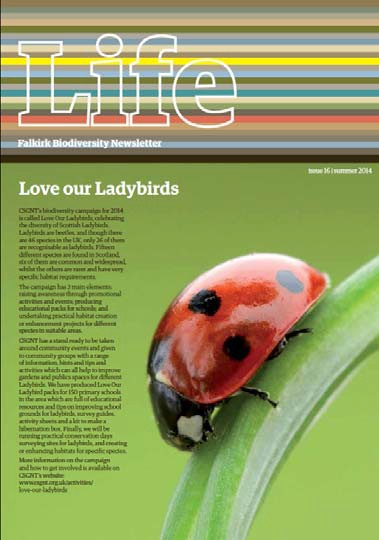 Life
Falkirk Biodiversity Newsletter
issue 16 | summer 2014
Love our Ladybirds
CSGNT's biodiversity campaign for 2014
is called Love Our Ladybirds, celebrating
the diversity of Scottish Ladybirds.
Ladybirds are beetles, and though there
are 46 species in the UK, only 26 of them
are recognisable as ladybirds. Fifteen
different species are found in Scotland,
six of them are common and widespread,
whilst the others are rarer and have very
specific habitat requirements.
The campaign has 3 main elements:
raising awareness through promotional
activities and events; producing
educational packs for schools; and
undertaking practical habitat creation
or enhancement projects for different
species in suitable areas.
CSGNT has a stand ready to be taken
around community events and given
to community groups with a range
of information, hints and tips and
activities which can all help to improve
gardens and publics spaces for different
Ladybirds. We have produced Love Our
Ladybird packs for 150 primary schools
in the area which are full of educational
resources and tips on improving school
grounds for ladybirds, survey guides,
activity sheets and a kit to make a
hibernation box. Finally, we will be
running practical conservation days
surveying sites for ladybirds, and creating
or enhancing habitats for specific species.
More information on the campaign
and how to get involved is available on
CSGNT's website:
www.csgnt.org.uk/activities/
love-our-ladybirds